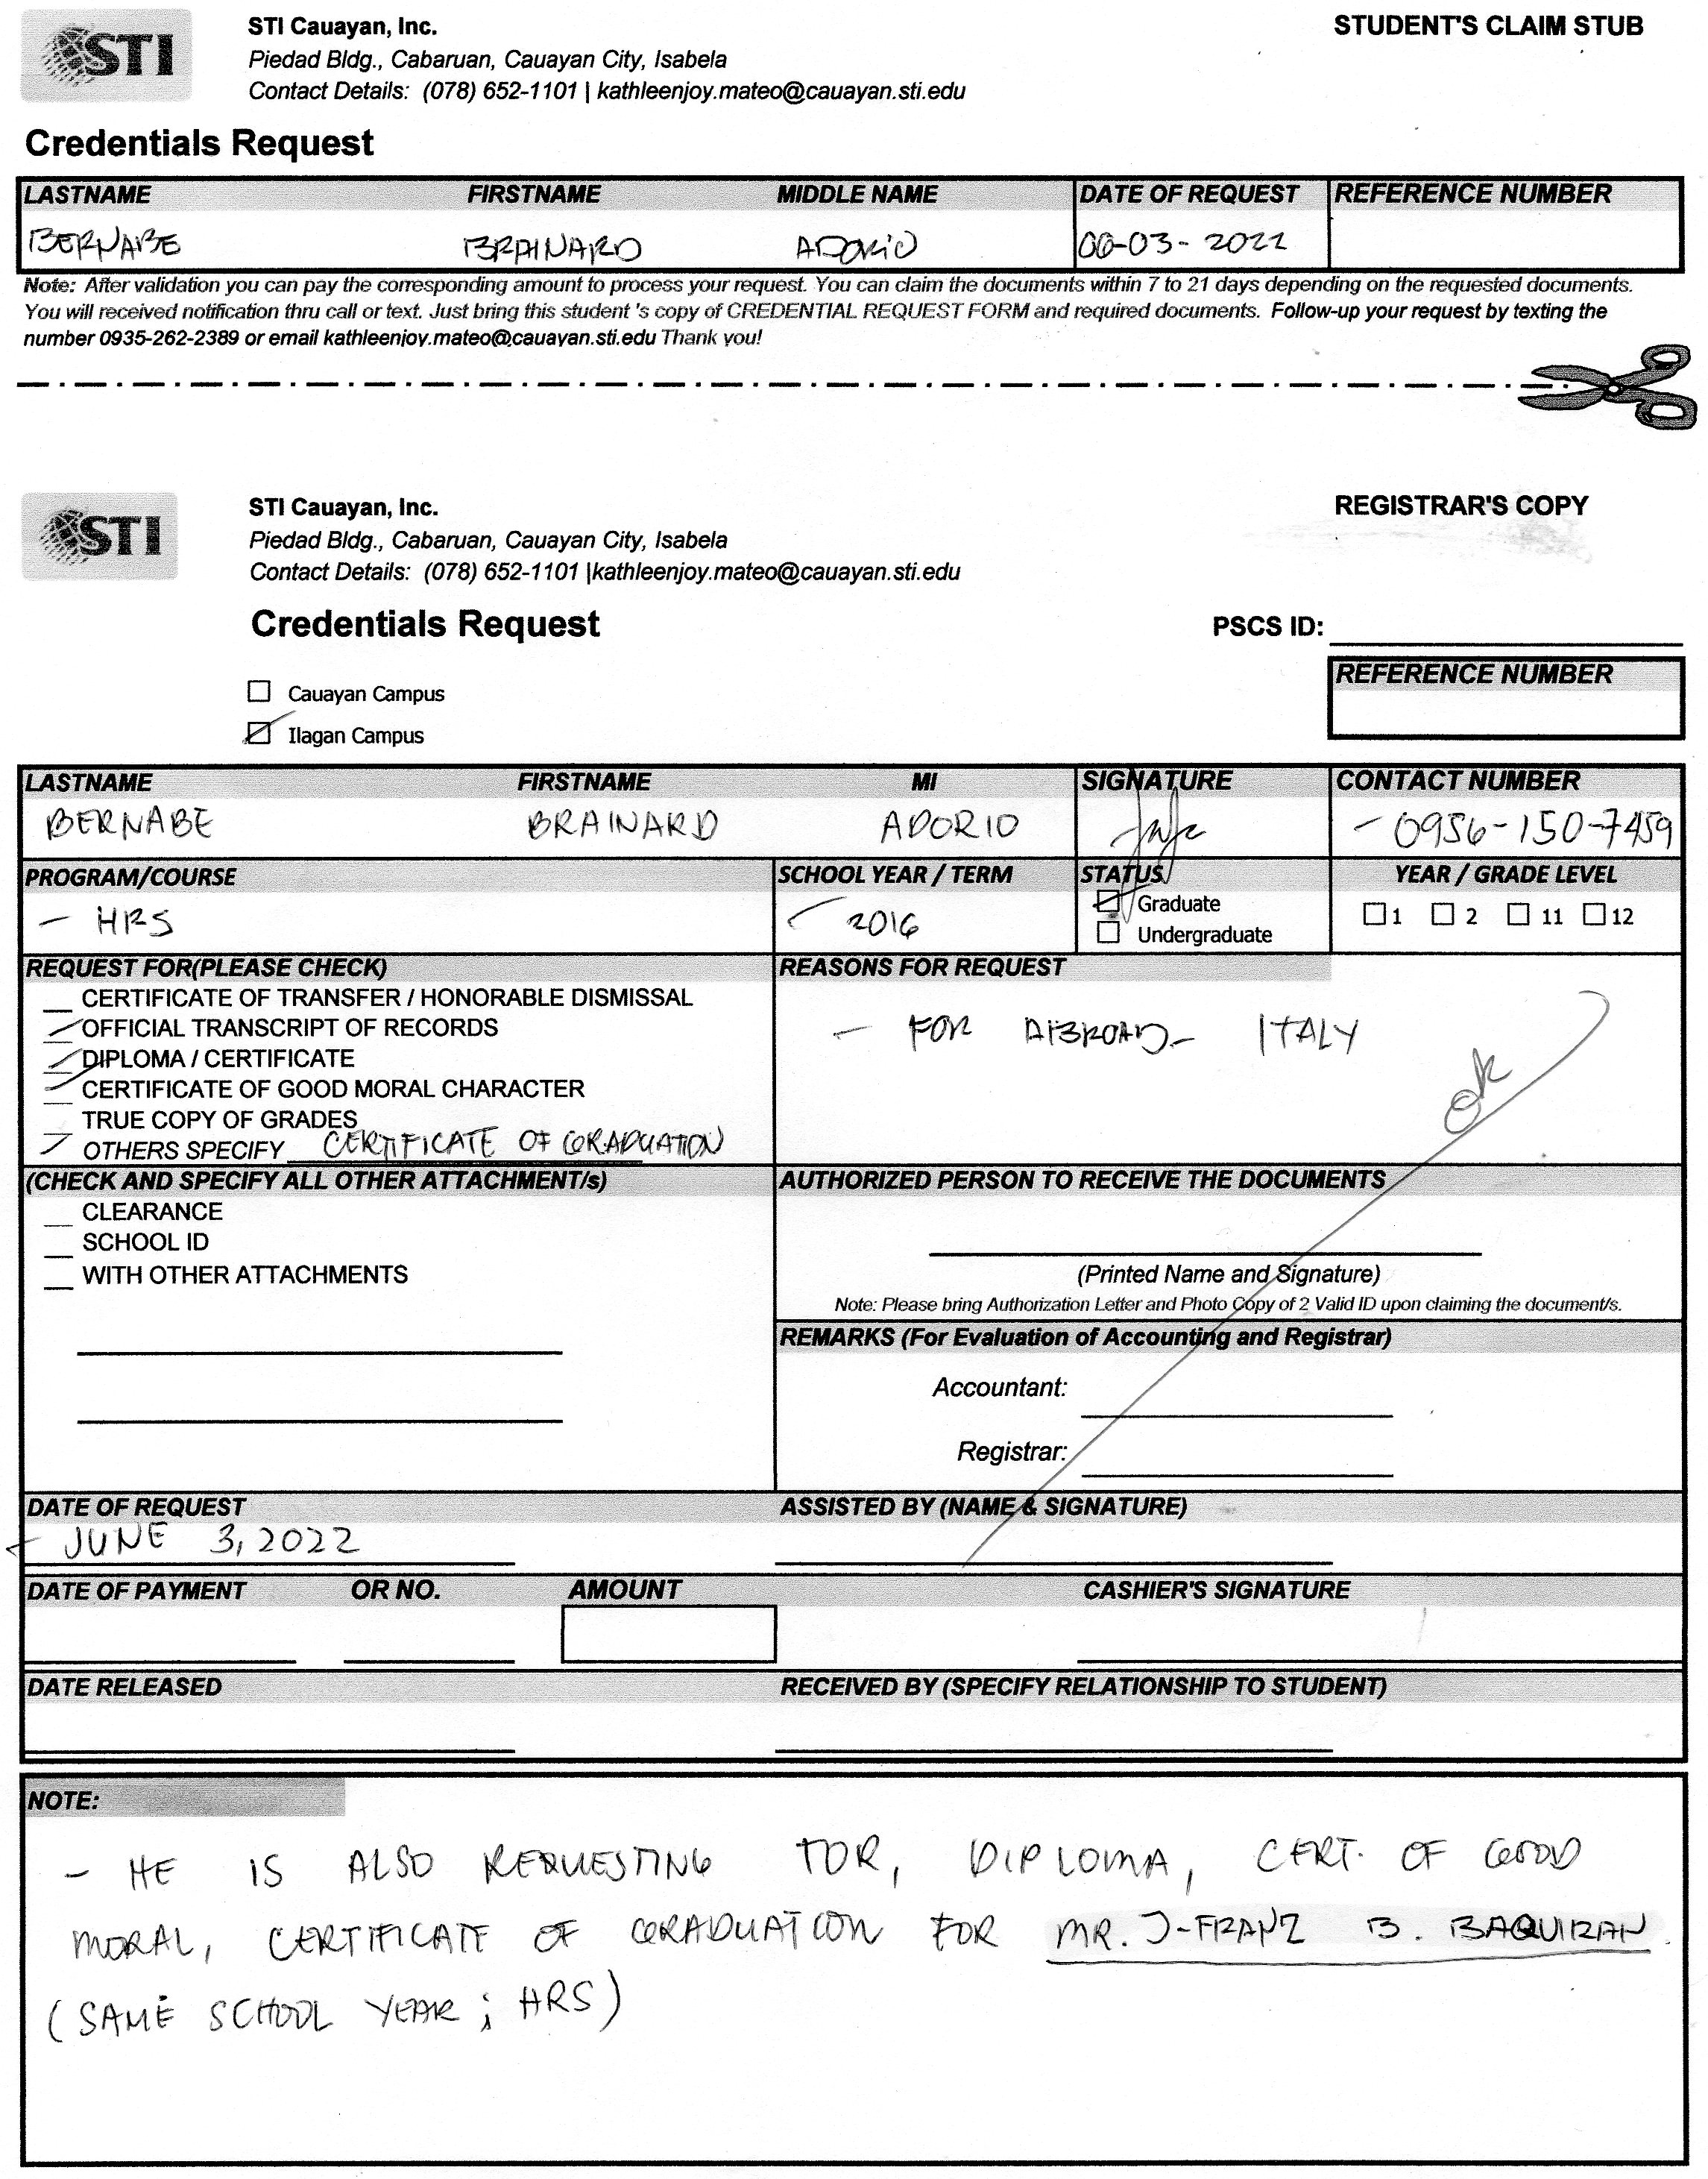 STI
STI Cauayan, Inc.
Piedad Bldg., Cabaruan, Cauayan City, Isabela
Contact Details: (078) 652-1101 | kathleenjoy.mateo@cauayan.sti.edu
STUDENT'S CLAIM STUB
Credentials Request
LASTNAME FIRSTNAME MIDDLE NAME DATE OF REQUEST REFERENCE NUMBER
BERNABE BRAINARD ADORIO 06-03-2022
Note: After validation you can pay the corresponding amount to process your request. You can claim the documents within 7 to 21 days depending on the requested documents.
You will received notification thru call or text. Just bring this student 's copy of CREDENTIAL REQUEST FORM and required documents. Follow-up your request by texting the
number 0935-262-2389 or email kathleenjoy.mateo@cauayan.sti.edu Thank you!
STI
STI Cauayan, Inc.
Piedad Bldg., Cabaruan, Cauayan City, Isabela
Contact Details: (078) 652-1101 |kathleenjoy.mateo@cauayan.sti.edu
REGISTRAR'S COPY
Credentials Request
PSCS ID:
REFERENCE NUMBER
Cauayan Campus
Ilagan Campus
LASTNAME FIRSTNAME MI SIGNATURE CONTACT NUMBER
BERNABE BRAINARD ADORIO - 0956-150-7459
PROGRAM/COURSE SCHOOL YEAR / TERM STATUS YEAR / GRADE LEVEL
- HRS 2016
Graduate
Undergraduate
1 2 11 12
REQUEST FOR(PLEASE CHECK)
CERTIFICATE OF TRANSFER / HONORABLE DISMISSAL
OFFICIAL TRANSCRIPT OF RECORDS
DIPLOMA / CERTIFICATE
CERTIFICATE OF GOOD MORAL CHARACTER
TRUE COPY OF GRADES
OTHERS SPECIFY CERTIFICATE OF GRADUATION
REASONS FOR REQUEST
- FOR ABROAD - ITALY
OK
(CHECK AND SPECIFY ALL OTHER ATTACHMENT/s)
CLEARANCE
SCHOOL ID
WITH OTHER ATTACHMENTS
AUTHORIZED PERSON TO RECEIVE THE DOCUMENTS
(Printed Name and Signature)
Note: Please bring Authorization Letter and Photo Copy of 2 Valid ID upon claiming the document/s.
REMARKS (For Evaluation of Accounting and Registrar)
Accountant:
Registrar:
DATE OF REQUEST ASSISTED BY (NAME & SIGNATURE)
- JUNE 3, 2022
DATE OF PAYMENT OR NO. AMOUNT CASHIER'S SIGNATURE
DATE RELEASED RECEIVED BY (SPECIFY RELATIONSHIP TO STUDENT)
NOTE:
- HE IS ALSO REQUESTING TOR, DIPLOMA, CERT. OF GOOD
MORAL, CERTIFICATE OF GRADUATION FOR MR. J-FRANZ B. BAQUIRAN
(SAME SCHOOL YEAR ; HRS)